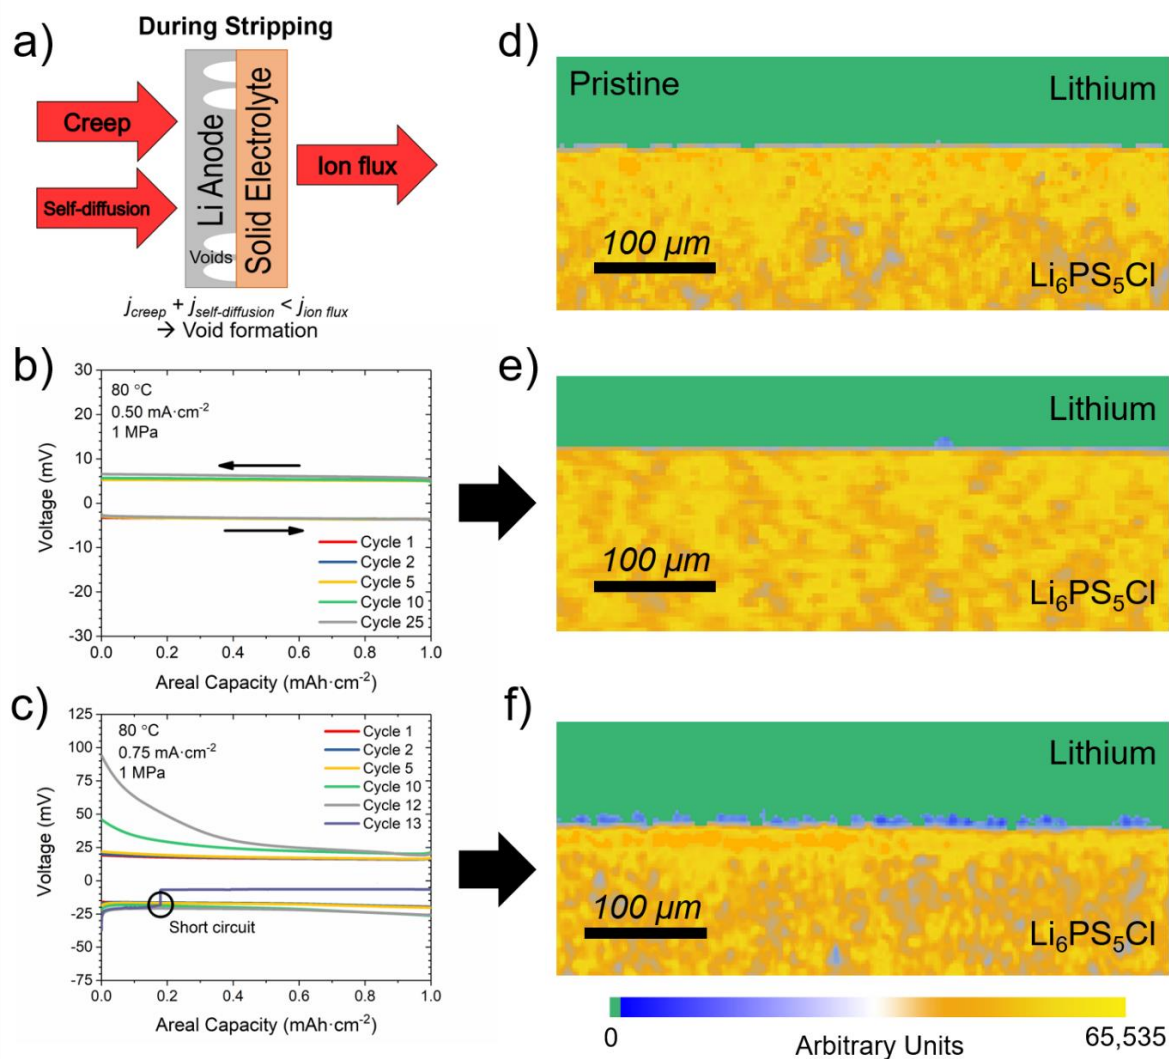 a)
During Stripping
Creep
Self-diffusion
Li Anode
Voids
Solid Electrolyte
Ion flux
j_creep + j_self-diffusion < j_ion flux
→ Void formation
b)
30
20
10
0
-10
-20
-30
Voltage (mV)
80 °C
0.50 mA·cm⁻²
1 MPa
Cycle 1
Cycle 2
Cycle 5
Cycle 10
Cycle 25
0.0 0.2 0.4 0.6 0.8 1.0
Areal Capacity (mAh·cm⁻²)
c)
125
100
75
50
25
0
-25
-50
-75
Voltage (mV)
80 °C
0.75 mA·cm⁻²
1 MPa
Cycle 1
Cycle 2
Cycle 5
Cycle 10
Cycle 12
Cycle 13
Short circuit
0.0 0.2 0.4 0.6 0.8 1.0
Areal Capacity (mAh·cm⁻²)
d)
Pristine
Lithium
100 µm
Li₆PS₅Cl
e)
Lithium
100 µm
Li₆PS₅Cl
f)
Lithium
100 µm
Li₆PS₅Cl
0
Arbitrary Units
65,535